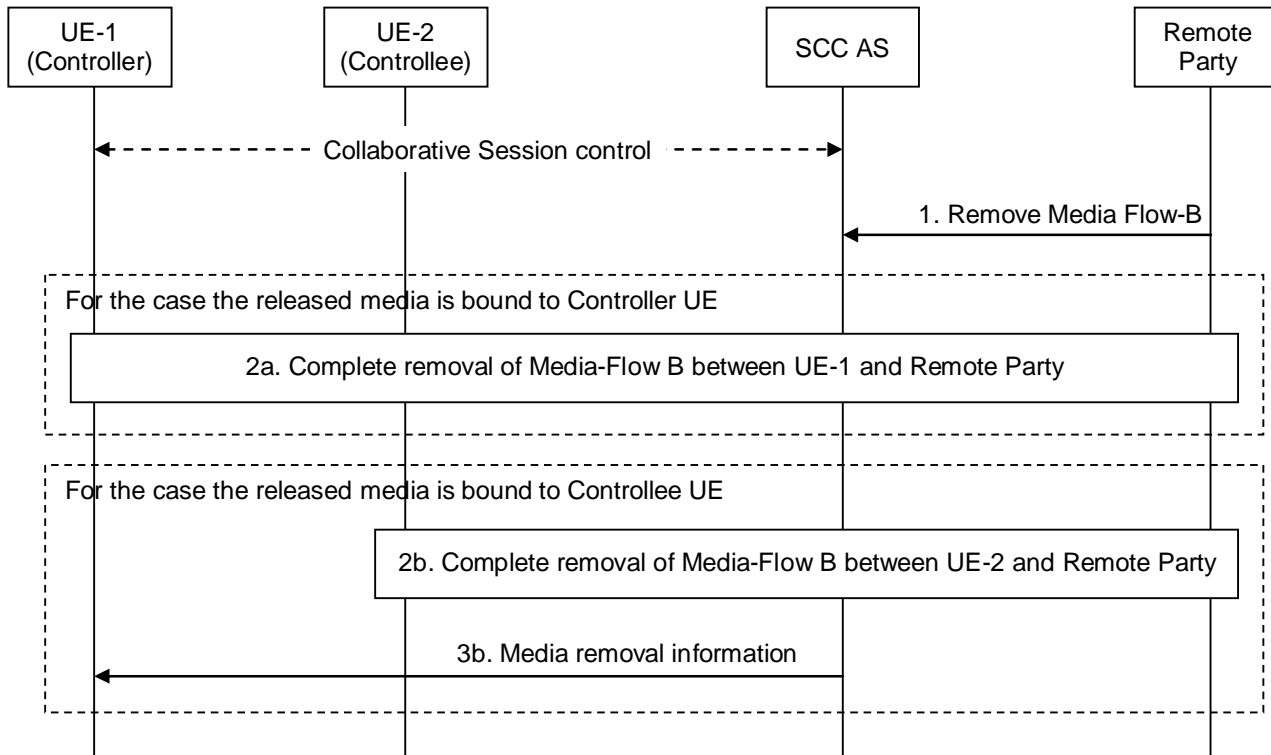 UE-1
(Controller)
UE-2
(Controllee)
SCC AS
Remote
Party
Collaborative Session control
1. Remove Media Flow-B
For the case the released media is bound to Controller UE
2a. Complete removal of Media-Flow B between UE-1 and Remote Party
For the case the released media is bound to Controllee UE
2b. Complete removal of Media-Flow B between UE-2 and Remote Party
3b. Media removal information